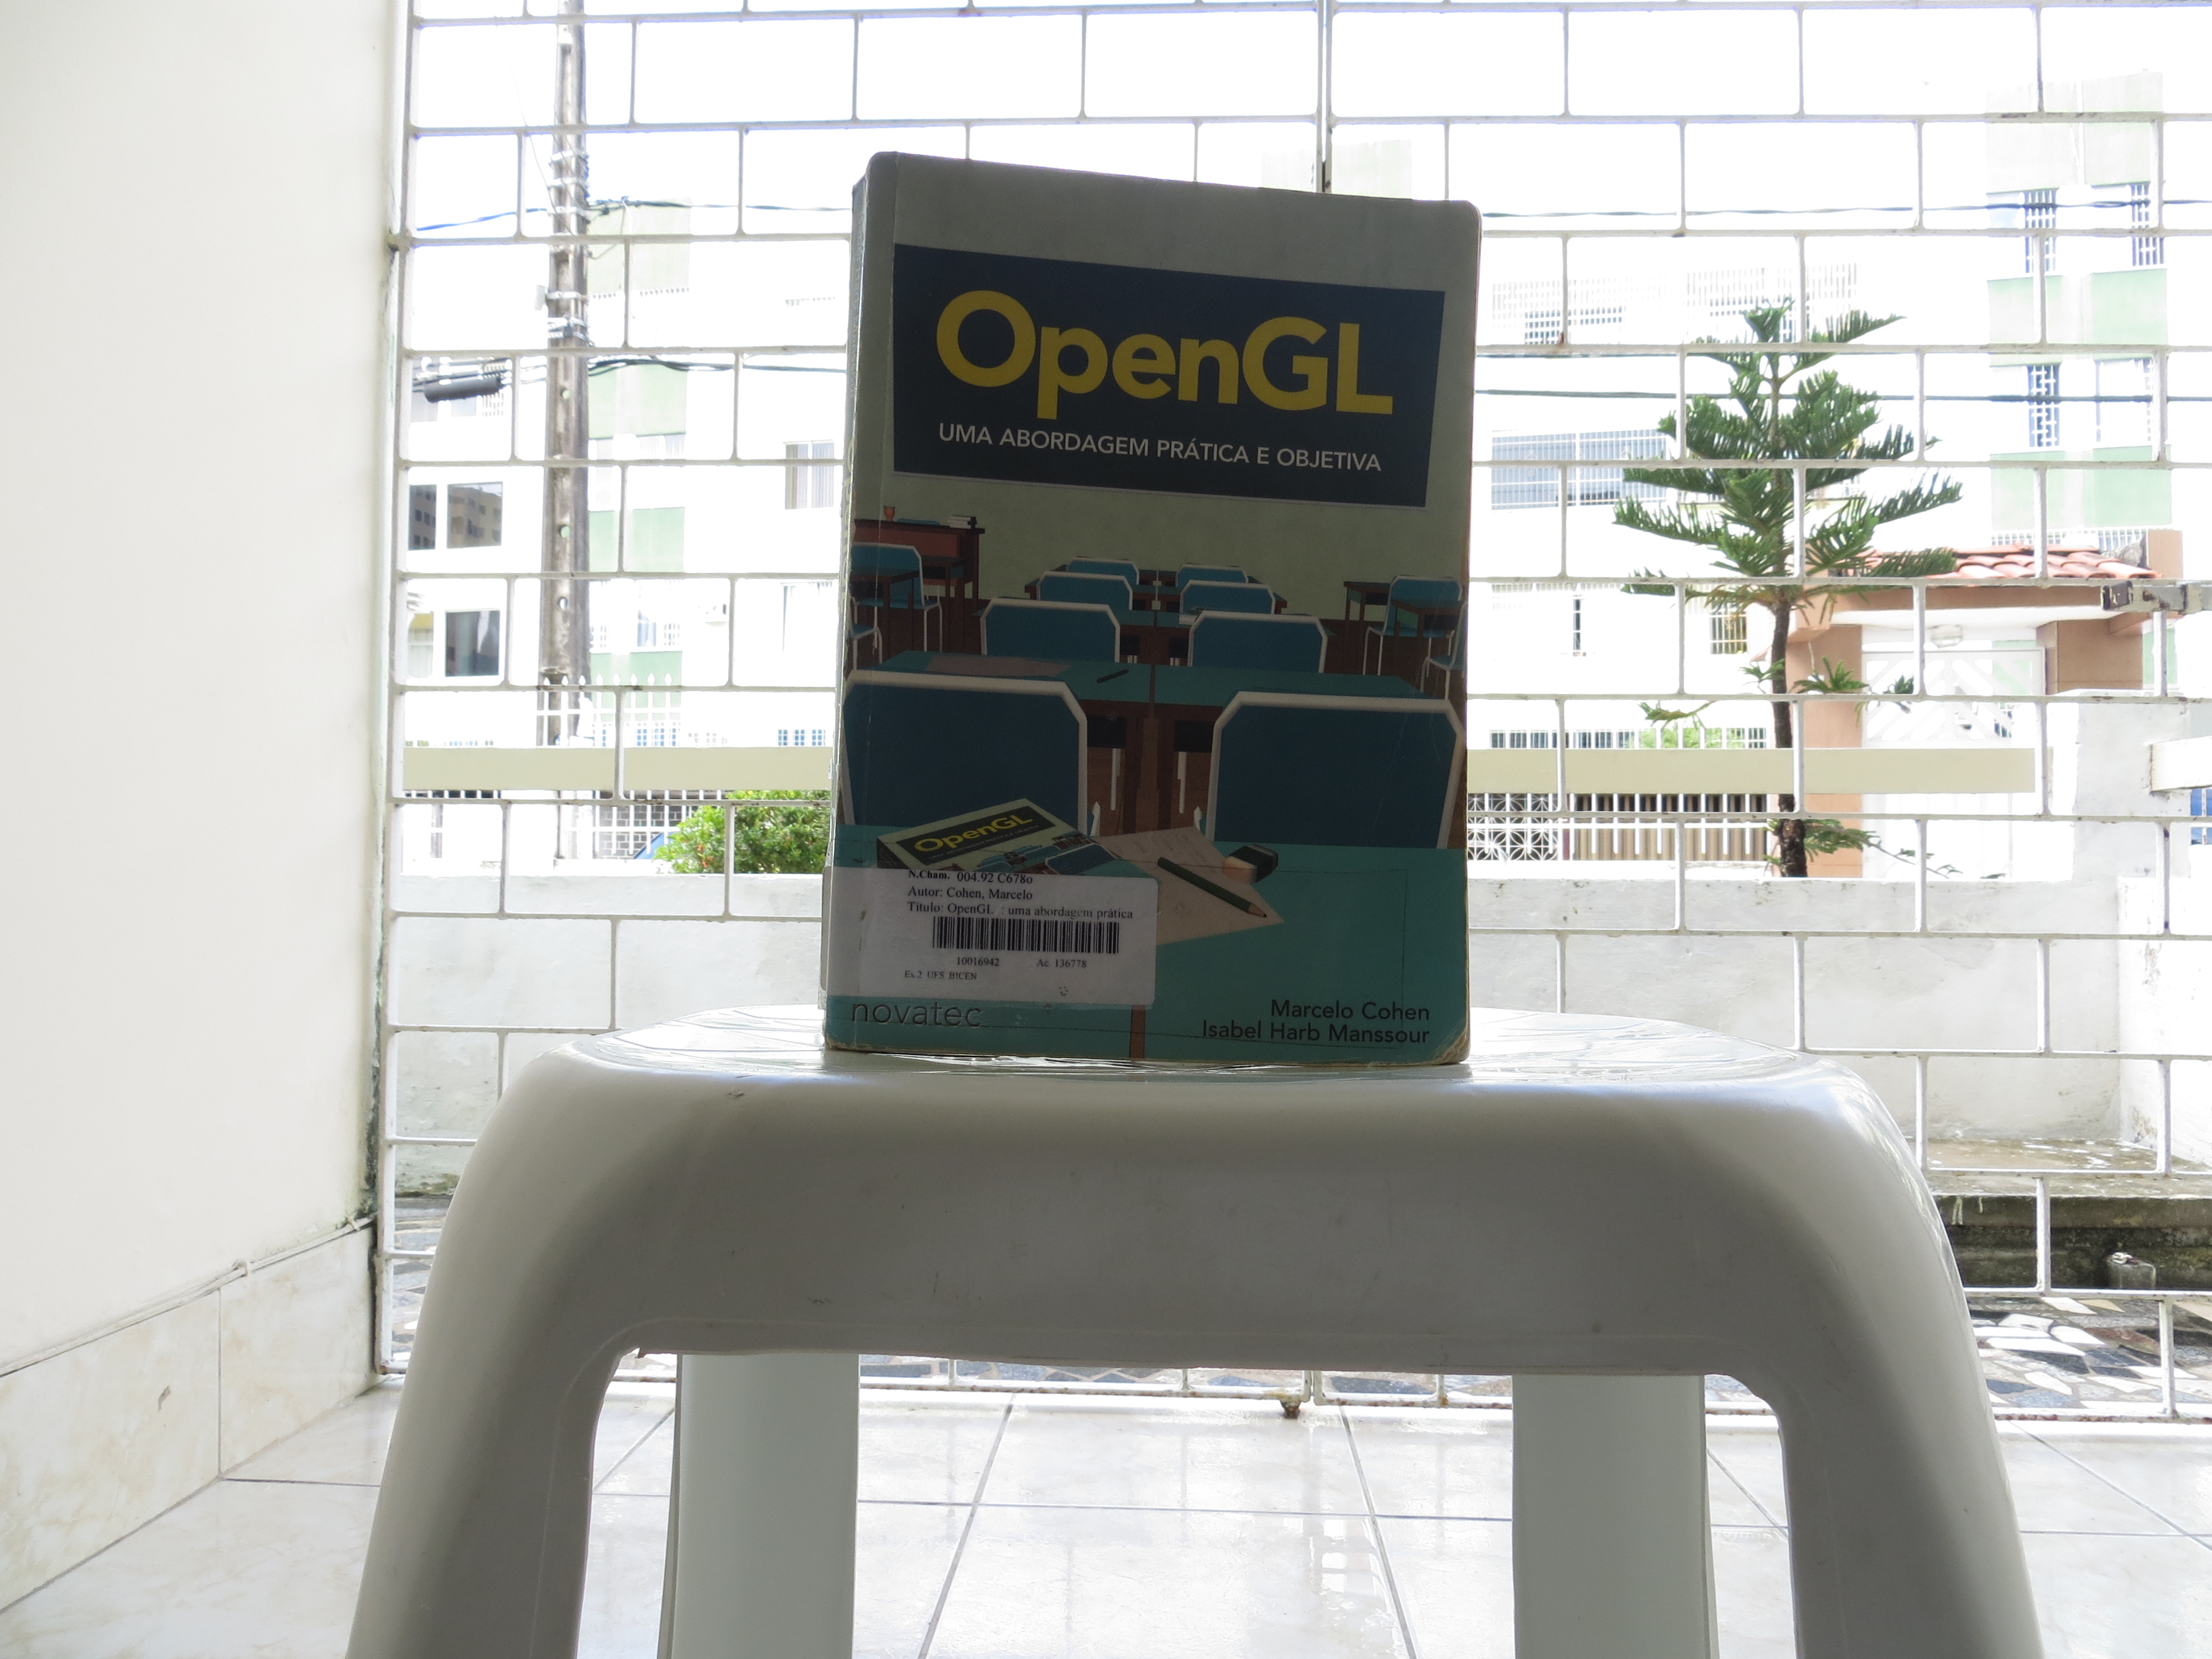 OpenGL
UMA ABORDAGEM PRÁTICA E OBJETIVA
OpenGL
N.Cham. 004.92 C678o
Autor: Cohen, Marcelo
Título: OpenGL : uma abordagem prática
10016942 Ac. 136778
Ex.2 UFS BICEN
novatec
Marcelo Cohen
Isabel Harb Manssour